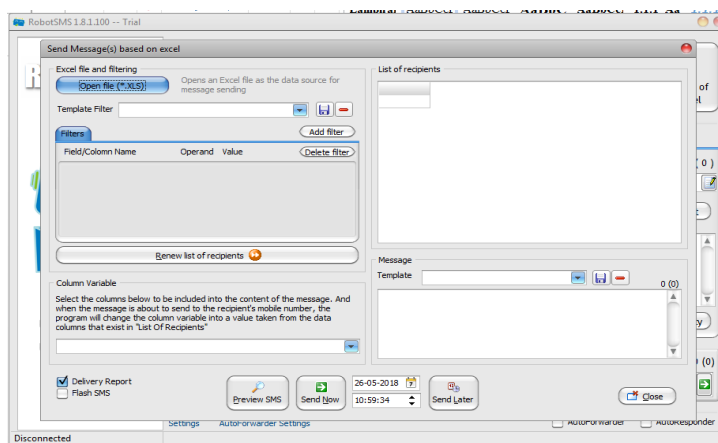 RobotSMS 1.8.1.100 -- Trial
Send Message(s) based on excel
Excel file and filtering
Open file (*.XLS)
Opens an Excel file as the data source for
message sending
Template Filter
Filters
Add filter
Field/Colomn Name Operand Value
Delete filter
Renew list of recipients
Column Variable
Select the columns below to be included into the content of the message. And
when the message is about to send to the recipient's mobile number, the
program will change the column variable into a value taken from the data
columns that exist in "List Of Recipients"
List of recipients
Message
Template
0 (0)
Delivery Report
Flash SMS
Preview SMS
Send Now
26-05-2018
10:59:34
Send Later
Close
of
( 0 )
(0)
Settings AutoForwarder Settings
AutoForwarder
AutoResponder
Disconnected